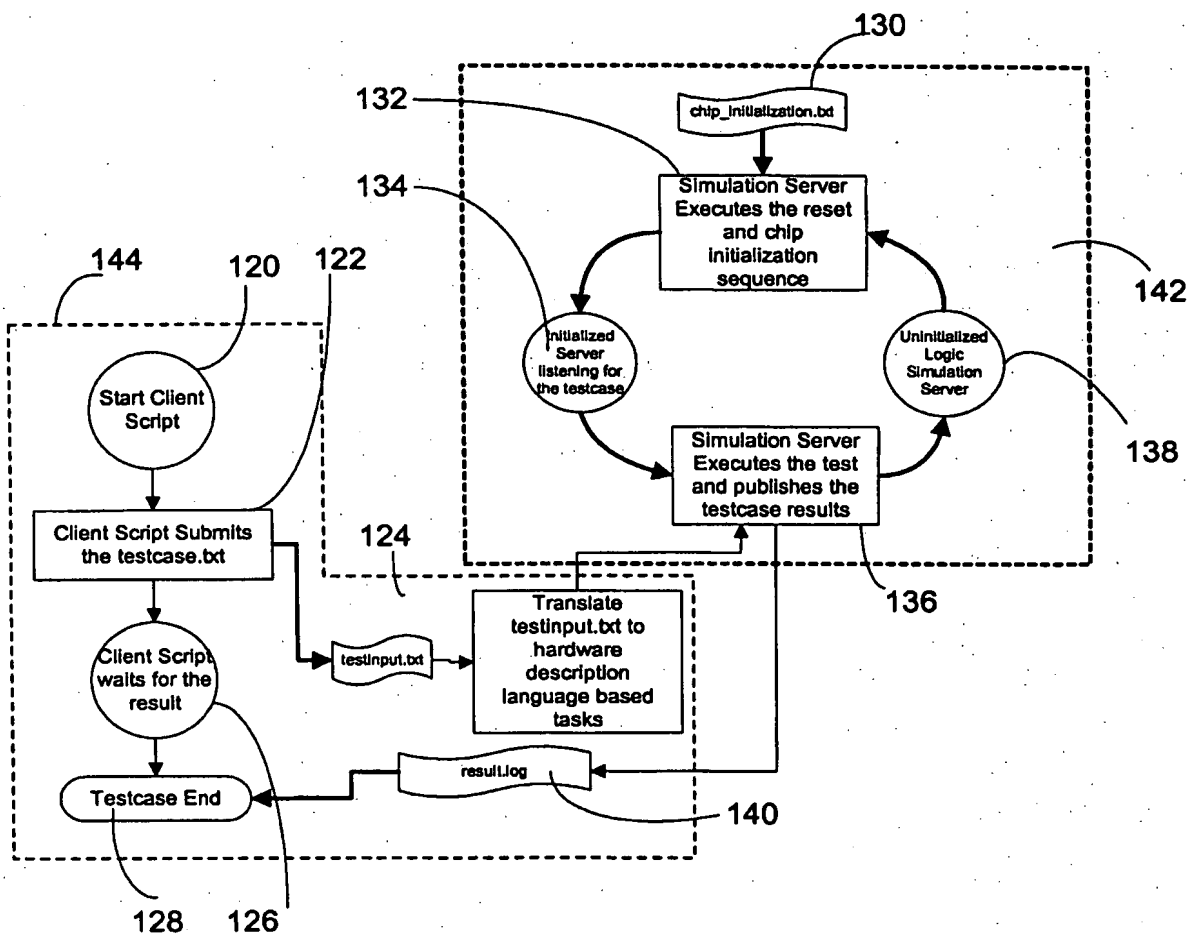 130
chip_initialization.txt
132
Simulation Server
Executes the reset
and chip
initialization
sequence
134
142
144
120
122
Initialized
Server
listening for
the testcase
Uninitialized
Logic
Simulation
Server
138
Start Client
Script
Simulation Server
Executes the test
and publishes the
testcase results
136
Client Script Submits
the testcase.txt
124
Translate
testinput.txt to
hardware
description
language based
tasks
testinput.txt
Client Script
waits for the
result
result.log
140
Testcase End
128
126